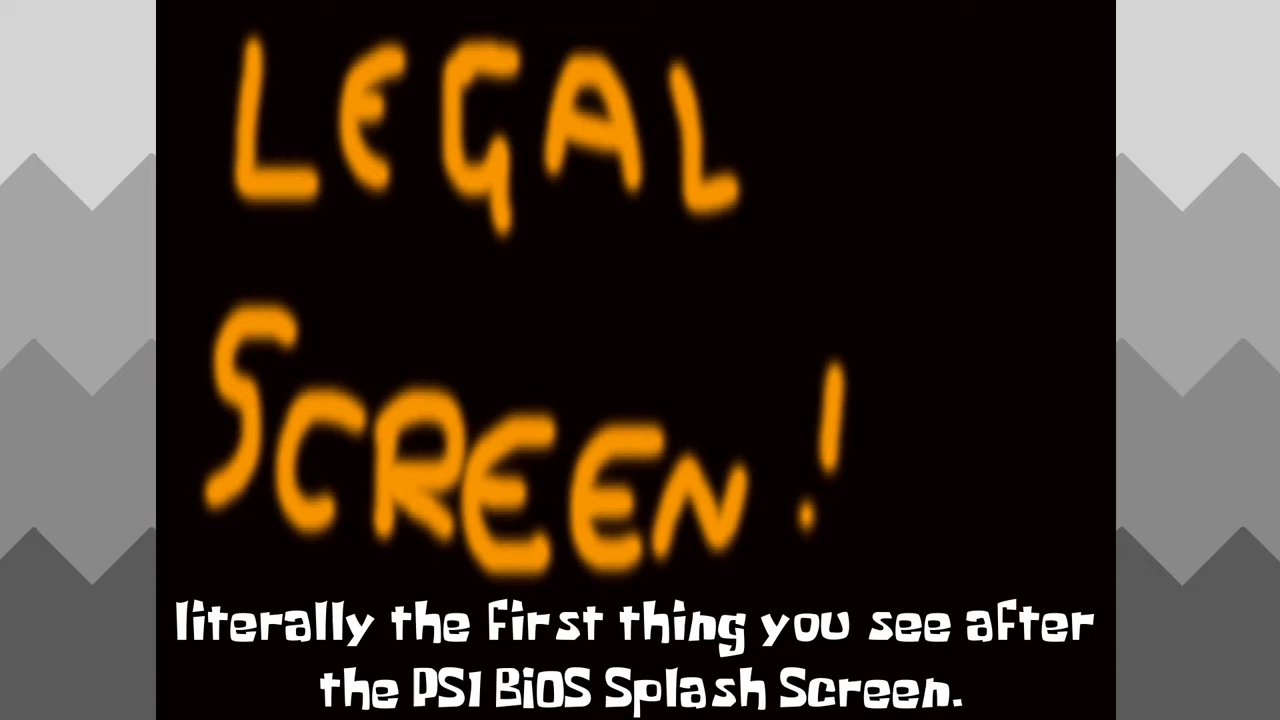 LEGAL
SCREEN!
literally the first thing you see after
the PS1 BiOS Splash Screen.